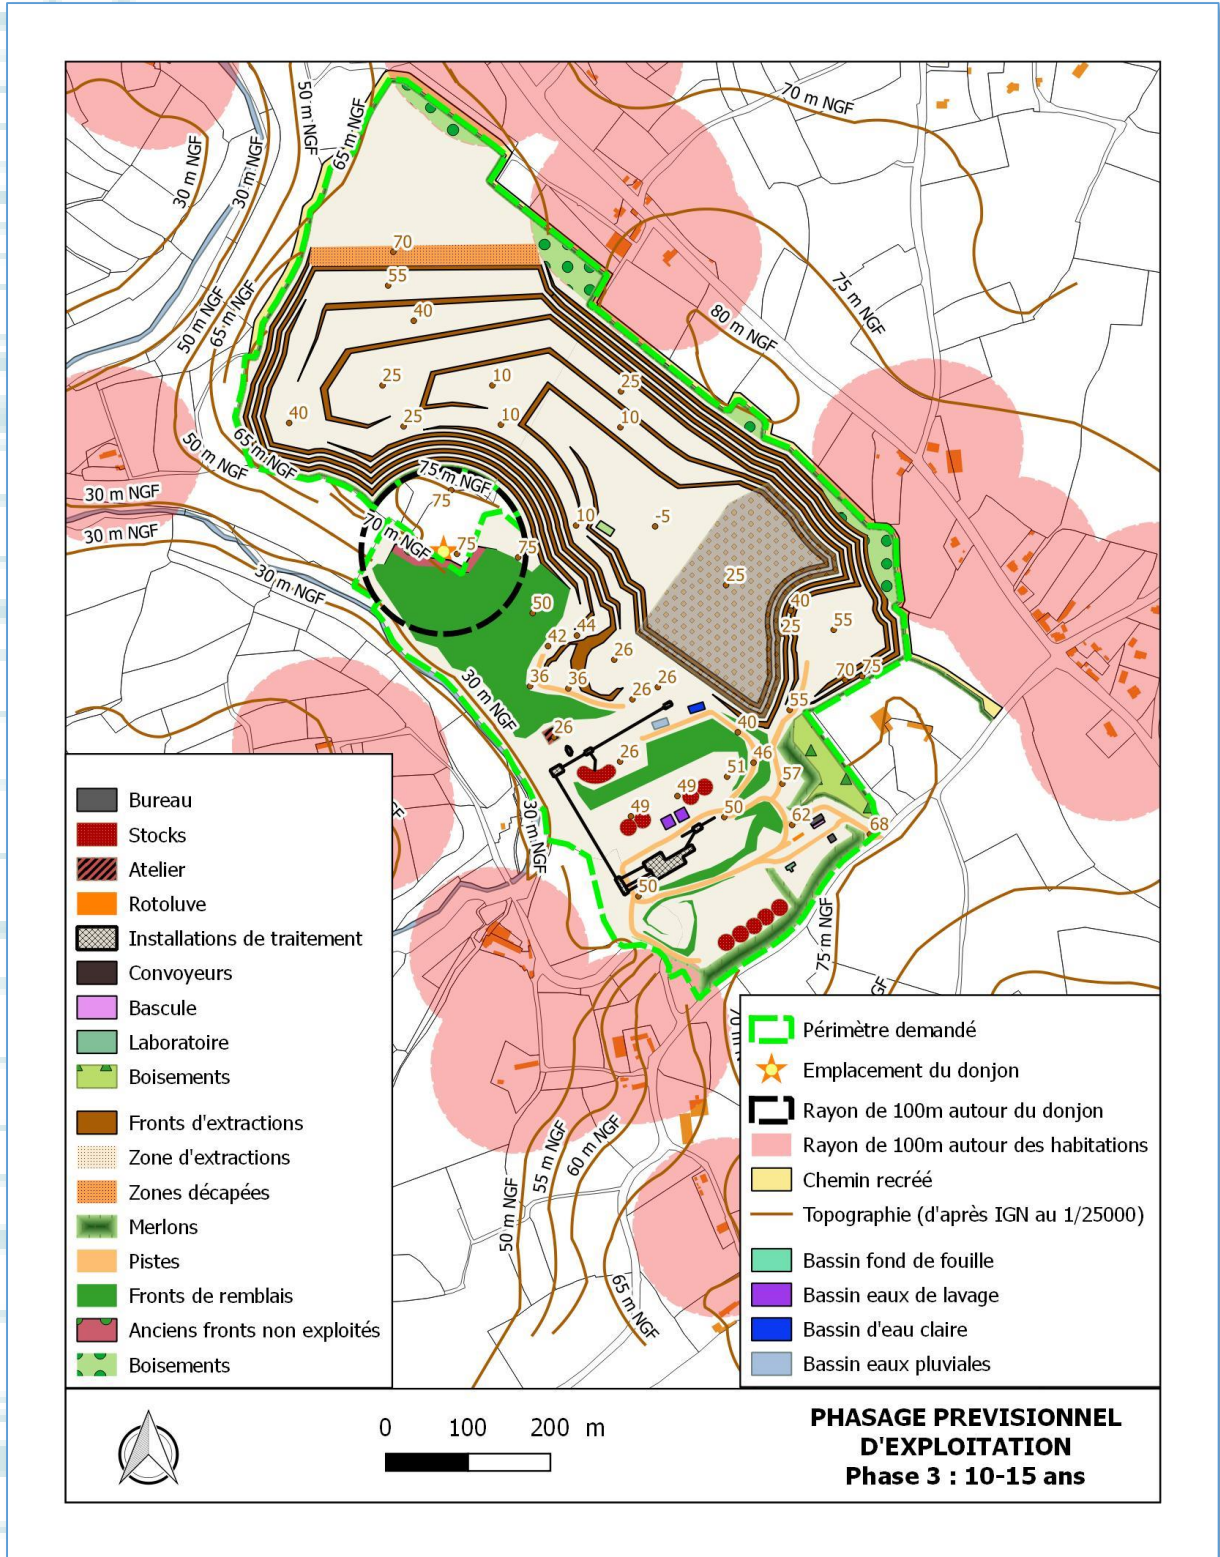 50 m NGF
65 m NGF
30 m NGF
30 m NGF
70 m NGF
70
55
40
50 m NGF
65 m NGF
75 m NGF
80 m NGF
25
10
25
40
25
10
10
65 m NGF
50 m NGF
75 m NGF
75
30 m NGF
30 m NGF
70 m NGF
75
75
10
-5
30 m NGF
25
50
40
44
42
25
55
26
36
36
26
26
70
75
30 m NGF
55
26
40
26
46
51
57
49
49
50
62
68
30 m NGF
50
75 m NGF
Bureau
Stocks
Atelier
Rotoluve
Installations de traitement
Convoyeurs
Bascule
Laboratoire
Boisements
Fronts d'extractions
Zone d'extractions
Zones décapées
Merlons
Pistes
Fronts de remblais
Anciens fronts non exploités
Boisements
50 m NGF
55 m NGF
60 m NGF
65 m NGF
Périmètre demandé
Emplacement du donjon
Rayon de 100m autour du donjon
Rayon de 100m autour des habitations
Chemin recréé
Topographie (d'après IGN au 1/25000)
Bassin fond de fouille
Bassin eaux de lavage
Bassin d'eau claire
Bassin eaux pluviales
0 100 200 m
PHASAGE PREVISIONNEL
D'EXPLOITATION
Phase 3 : 10-15 ans